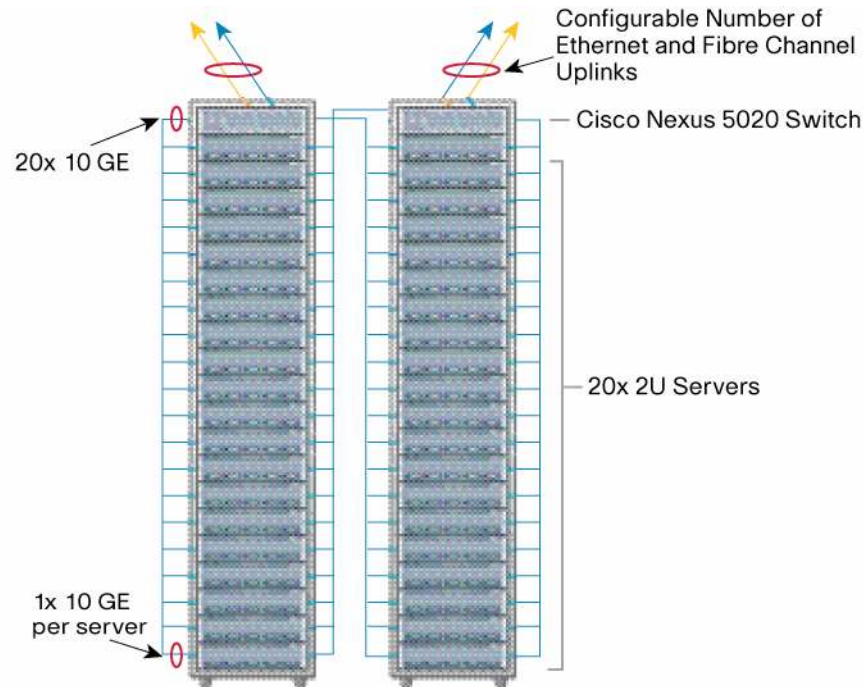 Configurable Number of
Ethernet and Fibre Channel
Uplinks
Cisco Nexus 5020 Switch
20x 10 GE
20x 2U Servers
1x 10 GE
per server